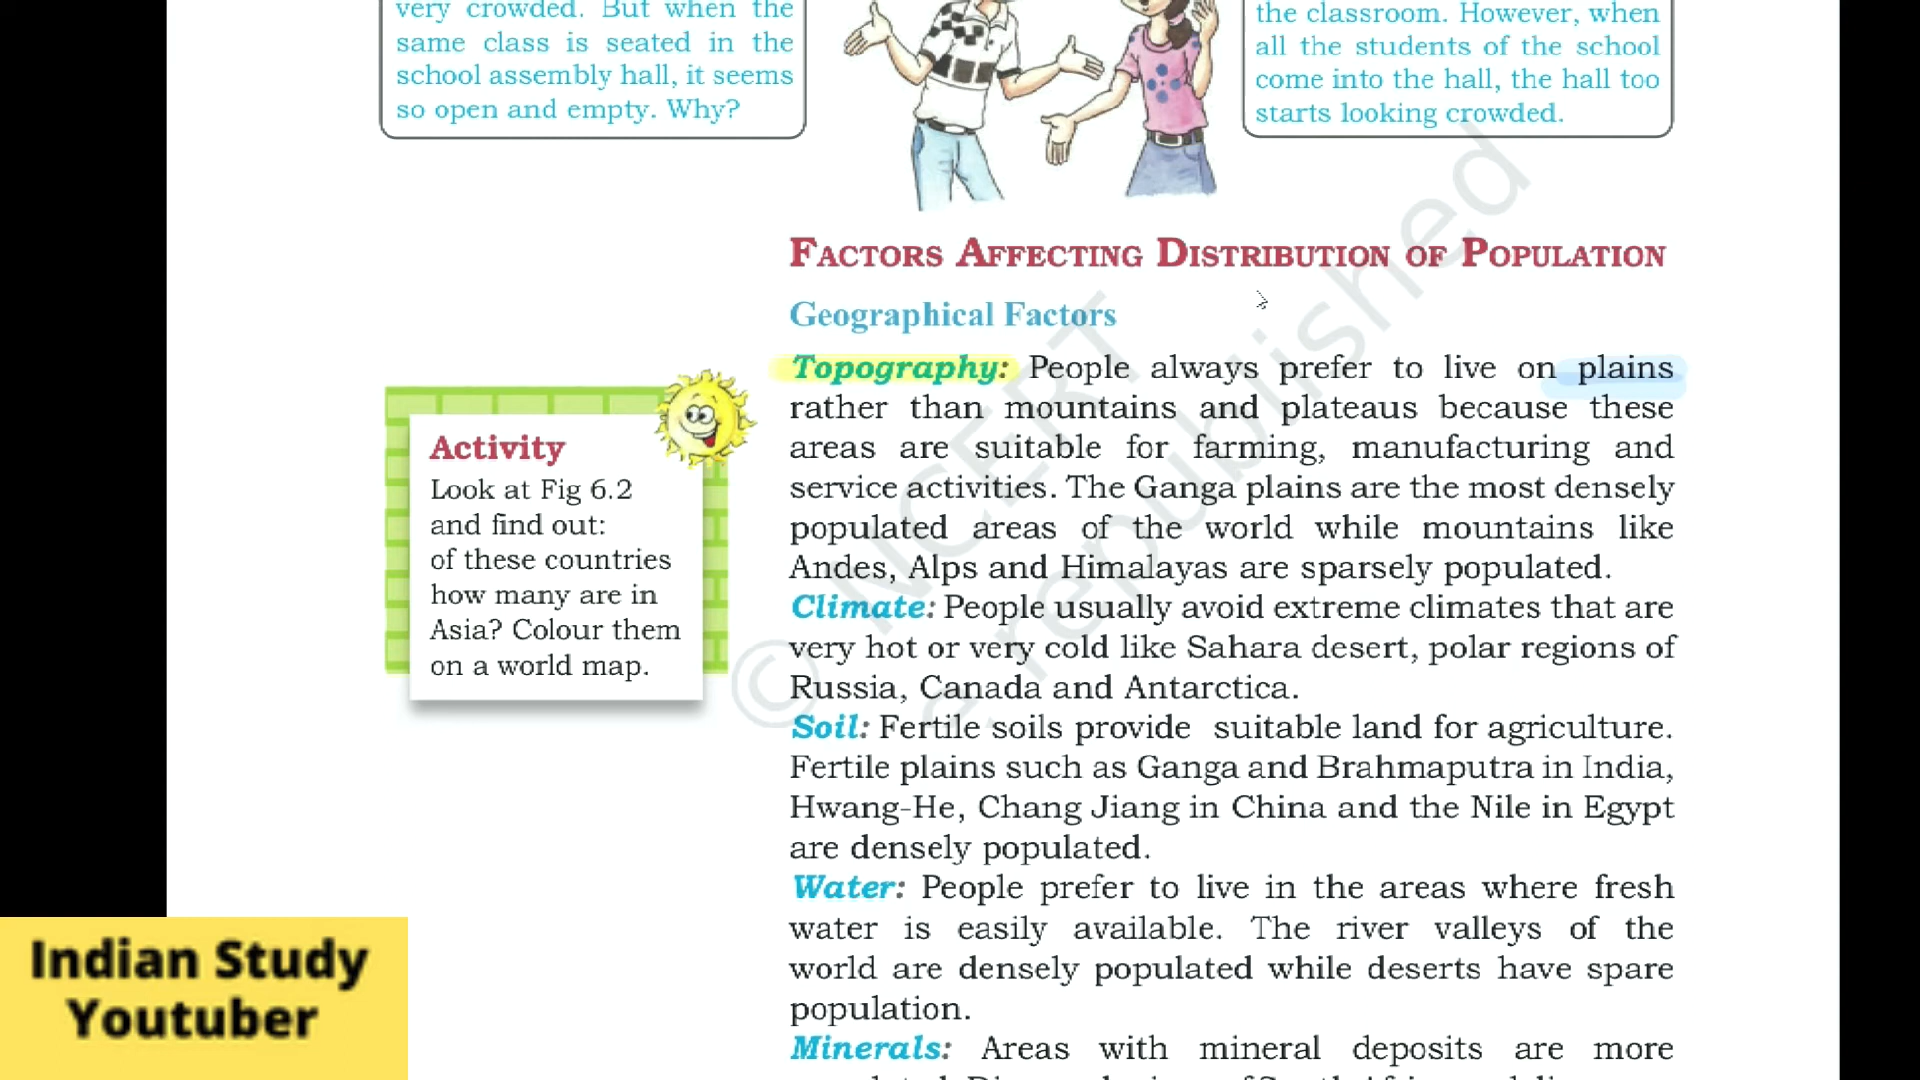 very crowded. But when the
same class is seated in the
school assembly hall, it seems
so open and empty. Why?
the classroom. However, when
all the students of the school
come into the hall, the hall too
starts looking crowded.
FACTORS AFFECTING DISTRIBUTION OF POPULATION
Geographical Factors
Topography: People always prefer to live on plains
rather than mountains and plateaus because these
areas are suitable for farming, manufacturing and
service activities. The Ganga plains are the most densely
populated areas of the world while mountains like
Andes, Alps and Himalayas are sparsely populated.
Climate: People usually avoid extreme climates that are
very hot or very cold like Sahara desert, polar regions of
Russia, Canada and Antarctica.
Soil: Fertile soils provide suitable land for agriculture.
Fertile plains such as Ganga and Brahmaputra in India,
Hwang-He, Chang Jiang in China and the Nile in Egypt
are densely populated.
Water: People prefer to live in the areas where fresh
water is easily available. The river valleys of the
world are densely populated while deserts have spare
population.
Minerals: Areas with mineral deposits are more
Activity
Look at Fig 6.2
and find out:
of these countries
how many are in
Asia? Colour them
on a world map.
© NCERT
republished
Indian Study
Youtuber